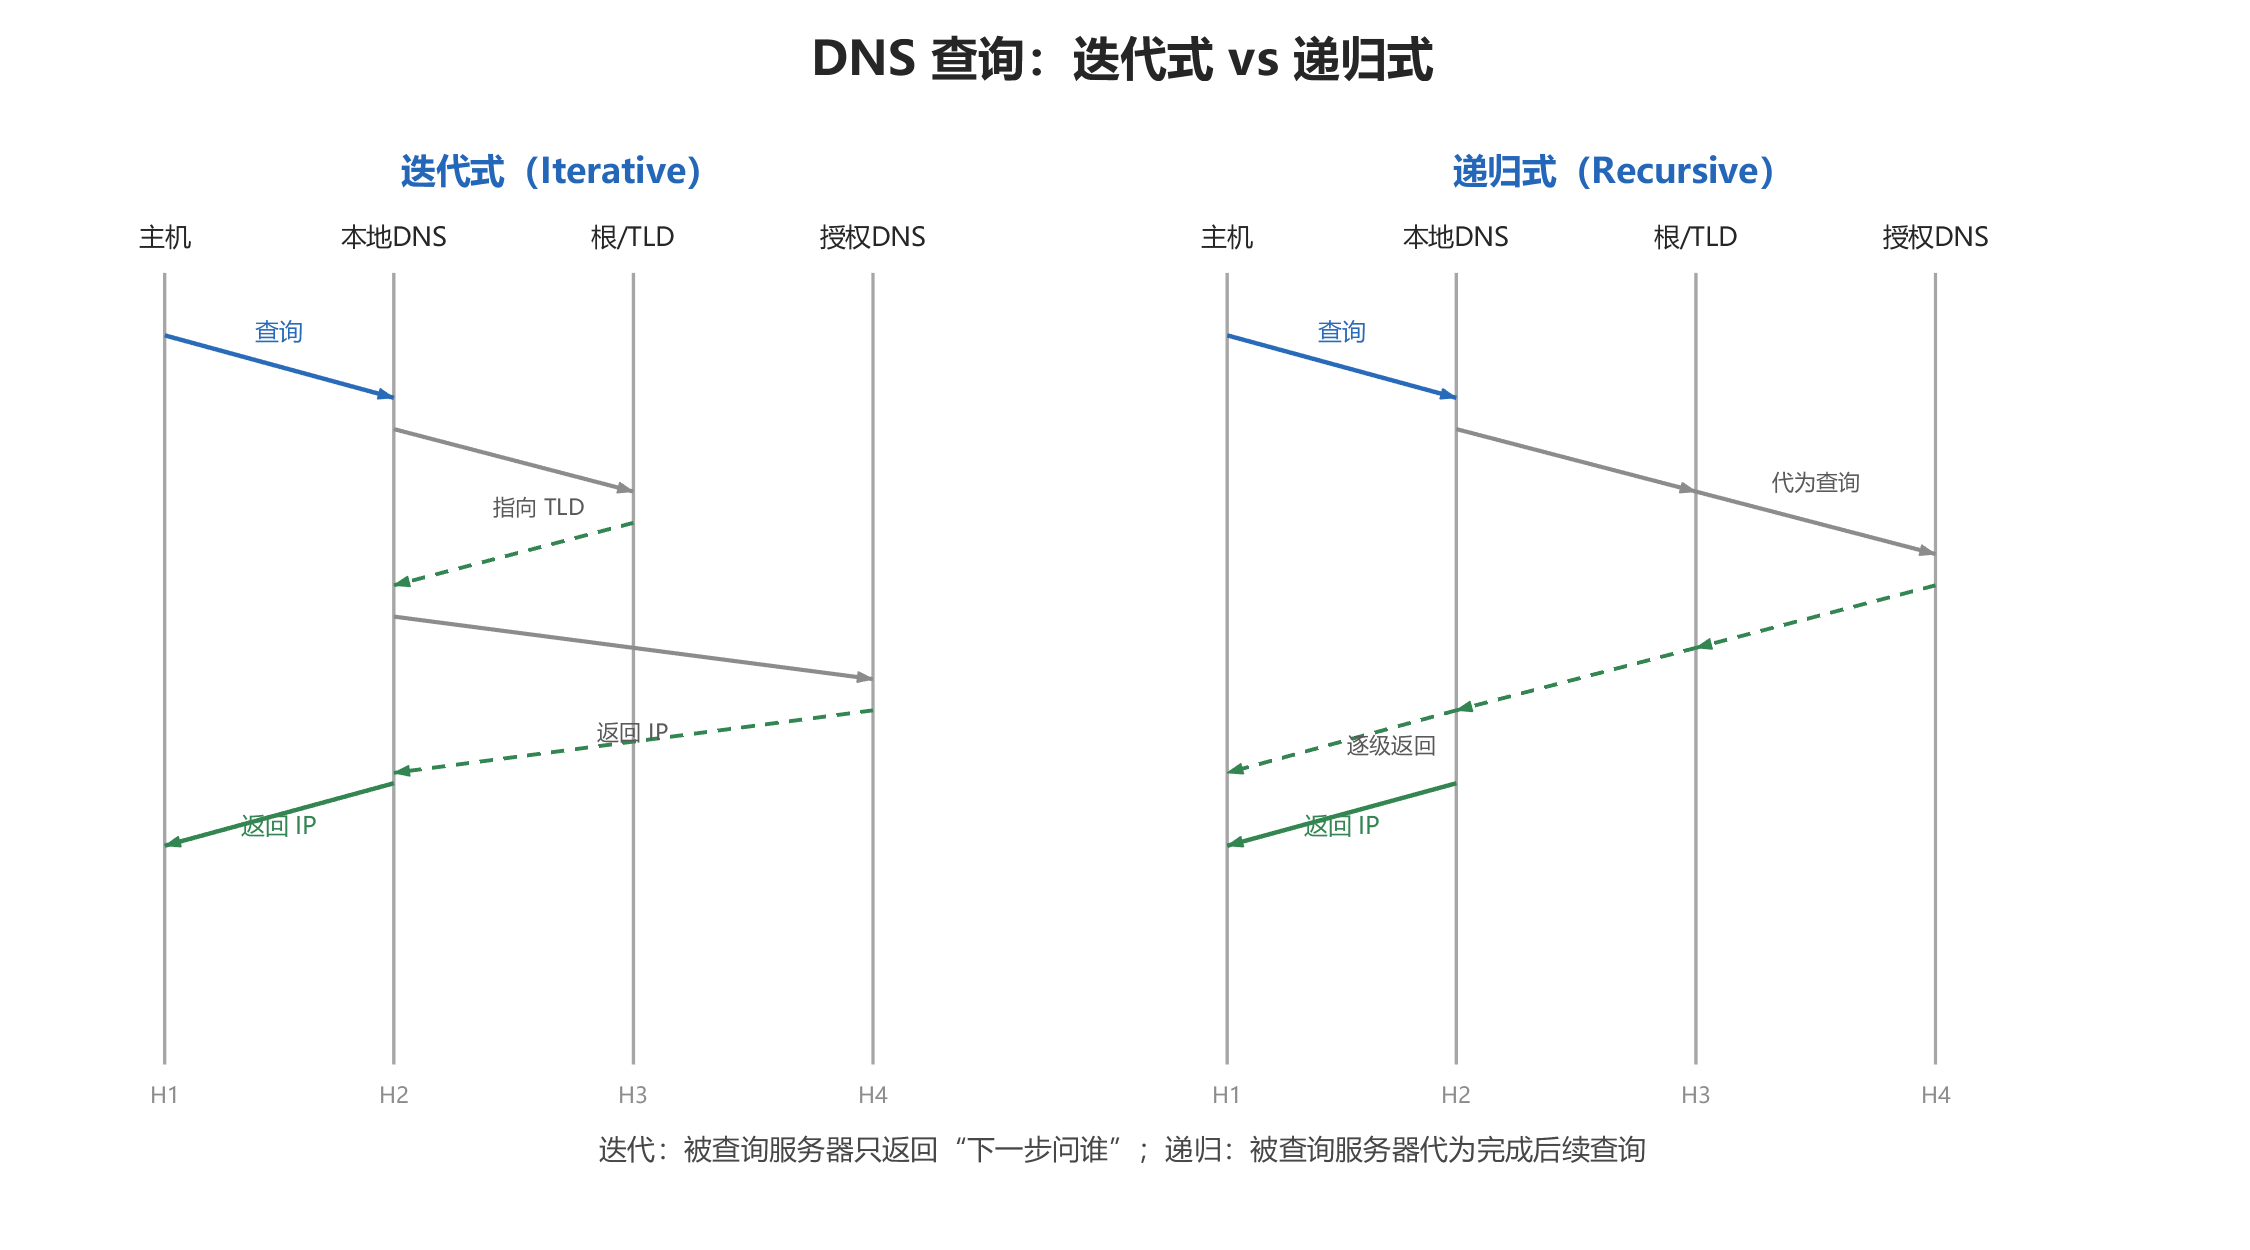 DNS 查询：迭代式 vs 递归式
迭代式（Iterative）
主机
本地DNS
根/TLD
授权DNS
查询
指向 TLD
返回 IP
返回 IP
H1
H2
H3
H4
递归式（Recursive）
主机
本地DNS
根/TLD
授权DNS
查询
代为查询
逐级返回
返回 IP
H1
H2
H3
H4
迭代：被查询服务器只返回“下一步问谁”；递归：被查询服务器代为完成后续查询